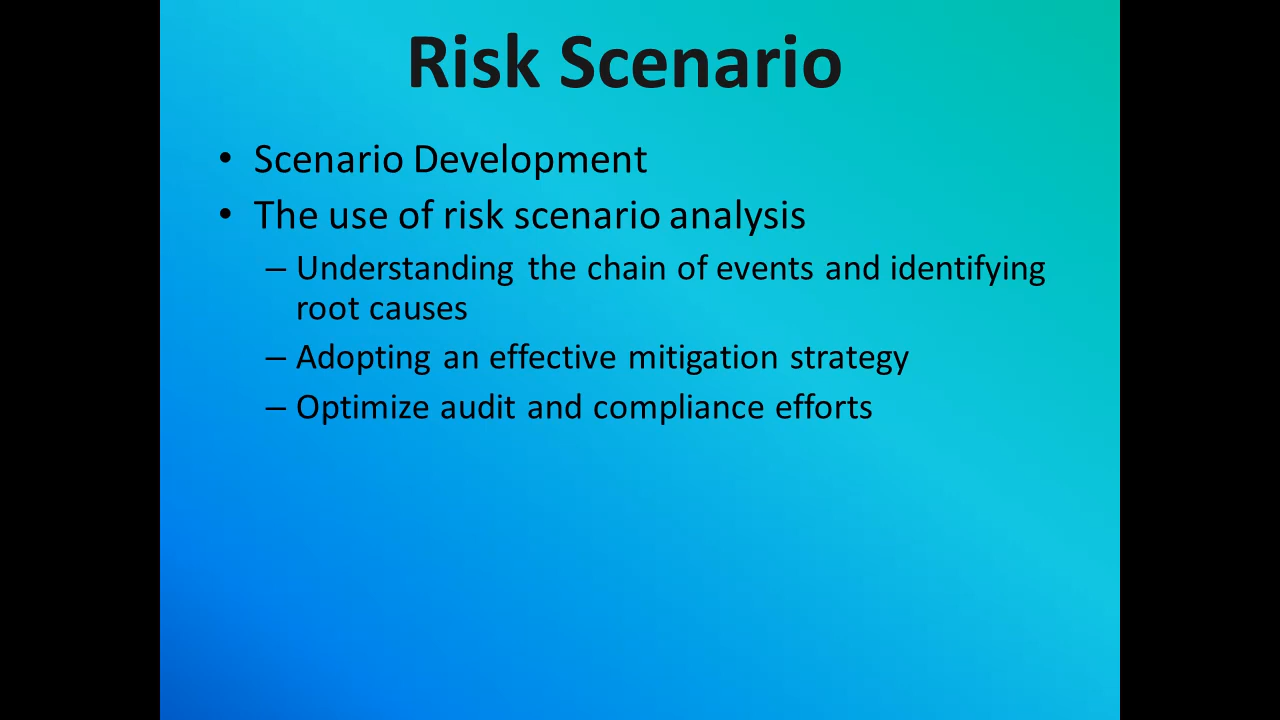 Risk Scenario
• Scenario Development
• The use of risk scenario analysis
– Understanding the chain of events and identifying
root causes
– Adopting an effective mitigation strategy
– Optimize audit and compliance efforts